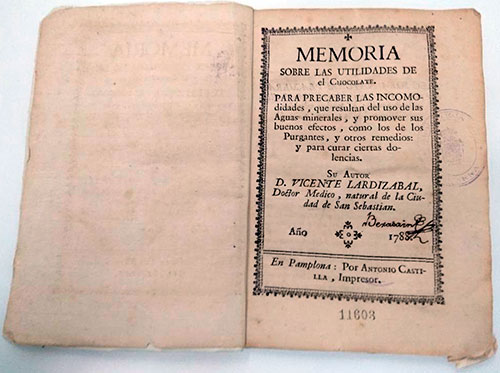 MEMORIA
SOBRE LAS UTILIDADES DE
el CHOCOLATE.
PARA PRECABER LAS INCOMO-
didades, que resultan del uso de las
Aguas minerales, y promover sus
buenos efectos, como los de los
Purgantes, y otros remedios:
y para curar ciertas do-
lencias.
SU AUTOR
D. VICENTE LARDIZABAL,
Doctor Medico, natural de la Ciu-
dad de San Sebastian.
Año 1788
En Pamplona: Por ANTONIO CASTI-
LLA, Impresor.
11603